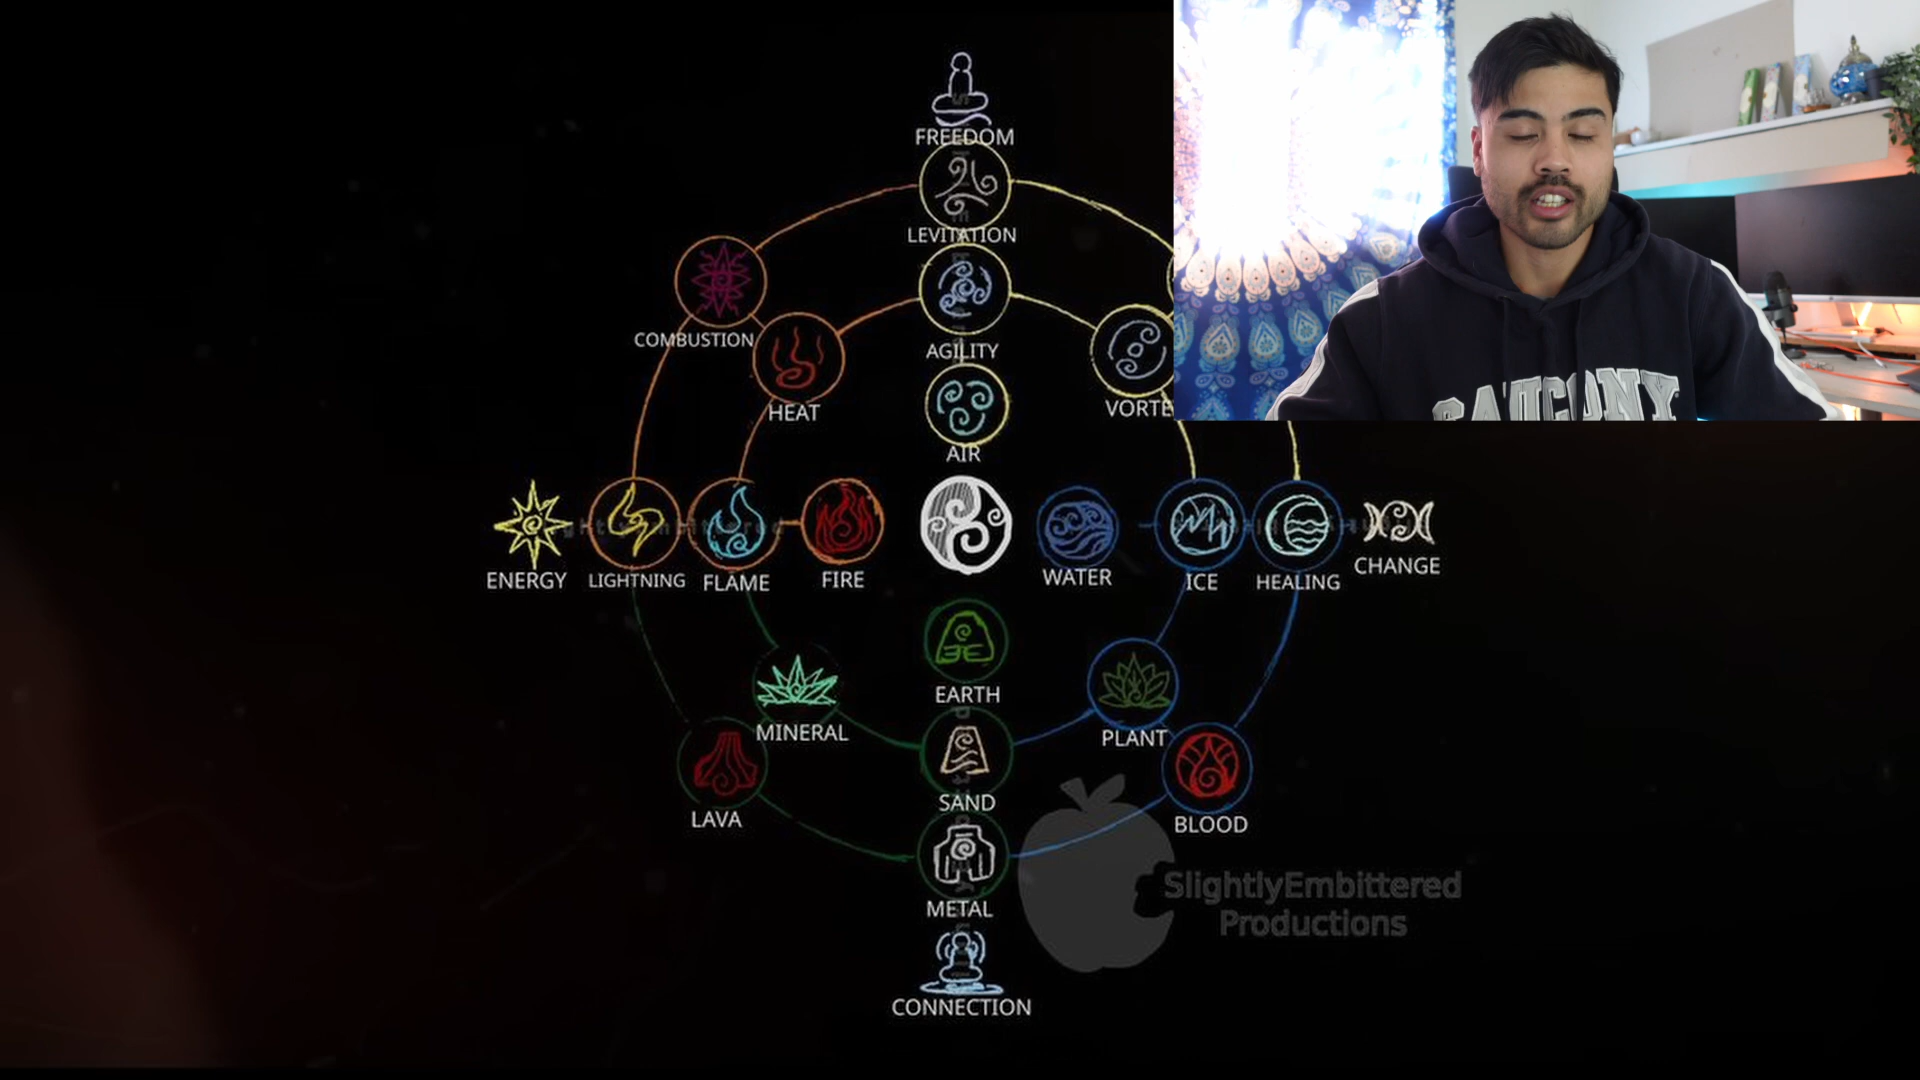 FREEDOM
LEVITATION
COMBUSTION
AGILITY
HEAT
VORTE
AIR
SAUCONY
ENERGY
LIGHTNING
FLAME
FIRE
WATER
ICE
HEALING
CHANGE
EARTH
MINERAL
PLANT
SAND
LAVA
BLOOD
METAL
SlightlyEmbittered
Productions
CONNECTION